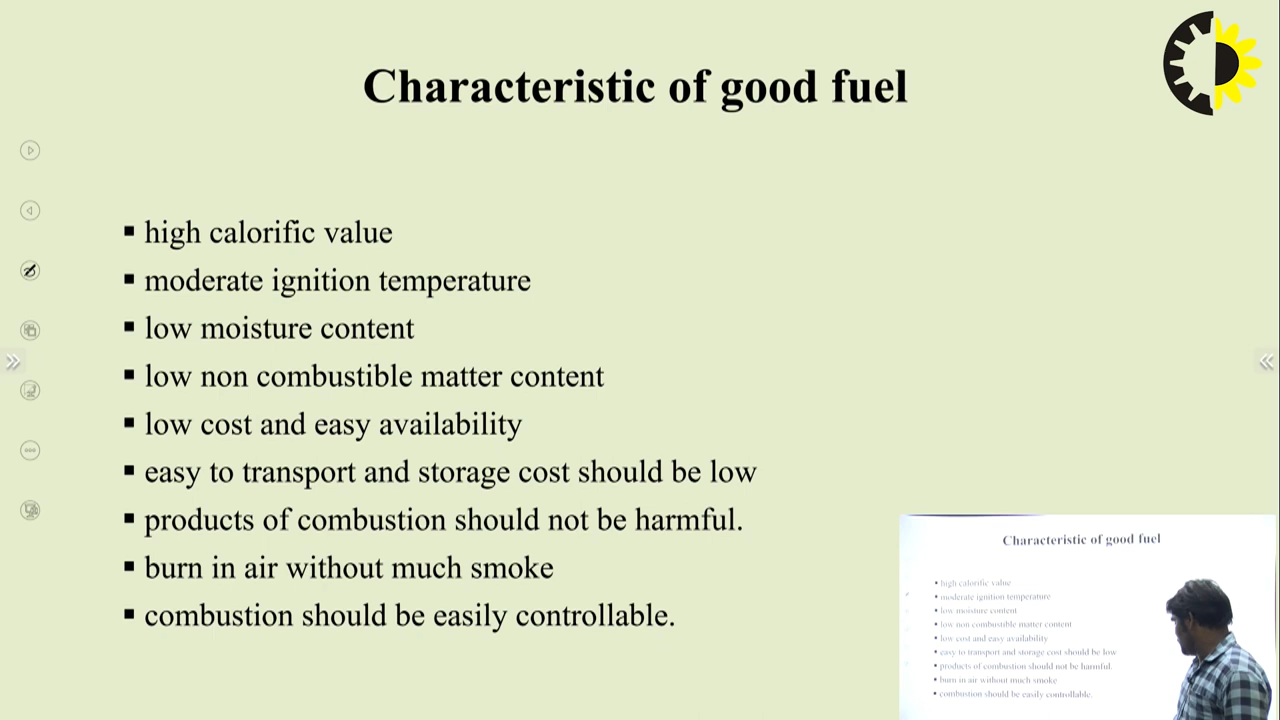 Characteristic of good fuel
▪ high calorific value
▪ moderate ignition temperature
▪ low moisture content
▪ low non combustible matter content
▪ low cost and easy availability
▪ easy to transport and storage cost should be low
▪ products of combustion should not be harmful.
▪ burn in air without much smoke
▪ combustion should be easily controllable.
Characteristic of good fuel
▪ high calorific value
▪ moderate ignition temperature
▪ low moisture content
▪ low non combustible matter content
▪ low cost and easy availability
▪ easy to transport and storage cost should be low
▪ products of combustion should not be harmful.
▪ burn in air without much smoke
▪ combustion should be easily controllable.